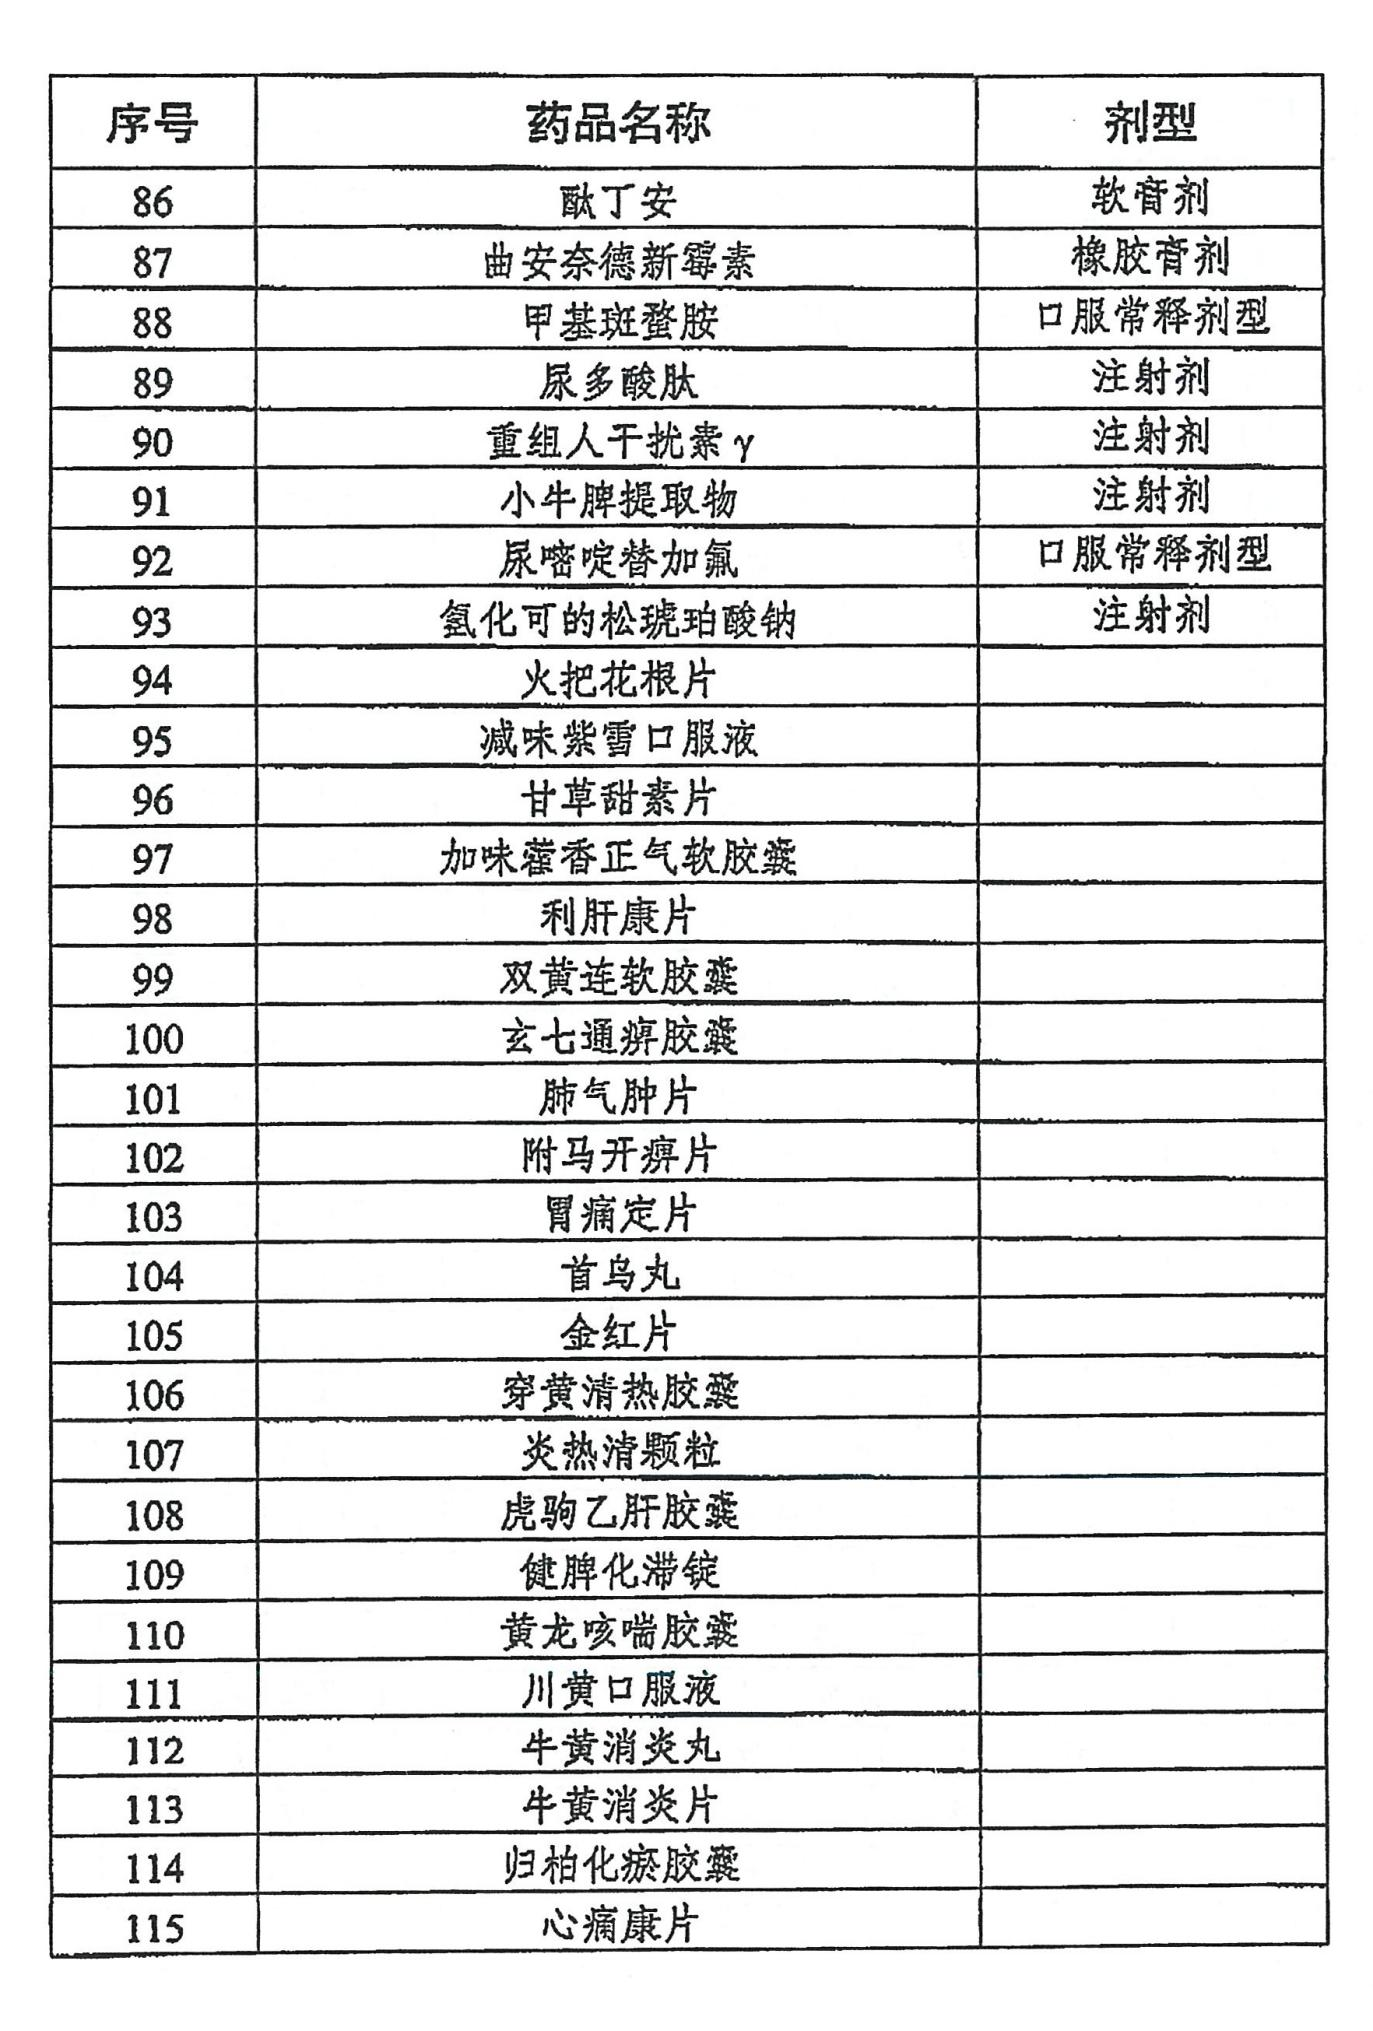 序号 药品名称 剂型
86 酞丁安 软膏剂
87 曲安奈德新霉素 橡胶膏剂
88 甲基斑蝥胺 口服常释剂型
89 尿多酸肽 注射剂
90 重组人干扰素γ 注射剂
91 小牛脾提取物 注射剂
92 尿嘧啶替加氟 口服常释剂型
93 氢化可的松琥珀酸钠 注射剂
94 火把花根片
95 减味紫雪口服液
96 甘草甜素片
97 加味藿香正气软胶囊
98 利肝康片
99 双黄连软胶囊
100 玄七通痹胶囊
101 肺气肿片
102 附马开痹片
103 胃痛定片
104 首乌丸
105 金红片
106 穿黄清热胶囊
107 炎热清颗粒
108 虎驹乙肝胶囊
109 健脾化滞锭
110 黄龙咳喘胶囊
111 川黄口服液
112 牛黄消炎丸
113 牛黄消炎片
114 归柏化瘀胶囊
115 心痛康片